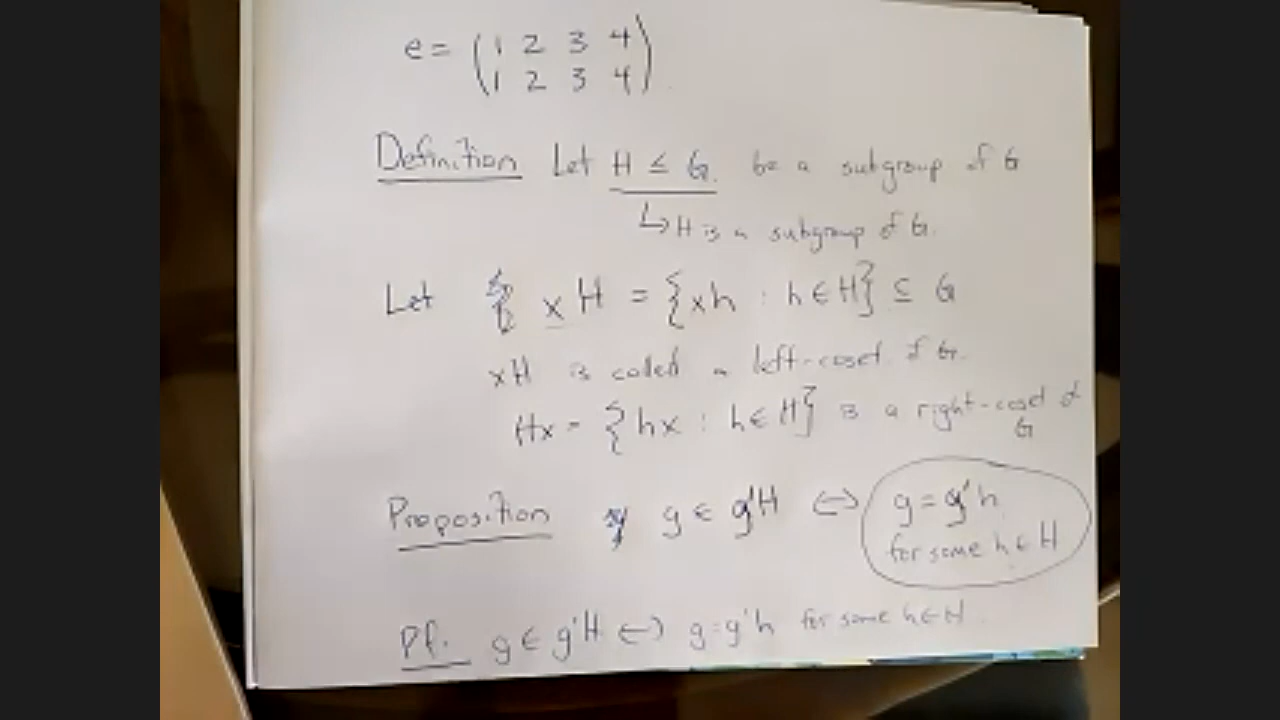 e = ( 1 2 3 4
1 2 3 4 )
Definition Let H ≤ G. be a subgroup of G
↳ H is a subgroup of G.
Let xH = {xh : h ∈ H} ⊆ G
xH is called a left-coset of G.
Hx = {hx : h ∈ H} is a right-coset of
G
Proposition g ∈ g'H ⇔ g = g'h
for some h ∈ H
Pf. g ∈ g'H ⇔ g = g'h for some h ∈ H.